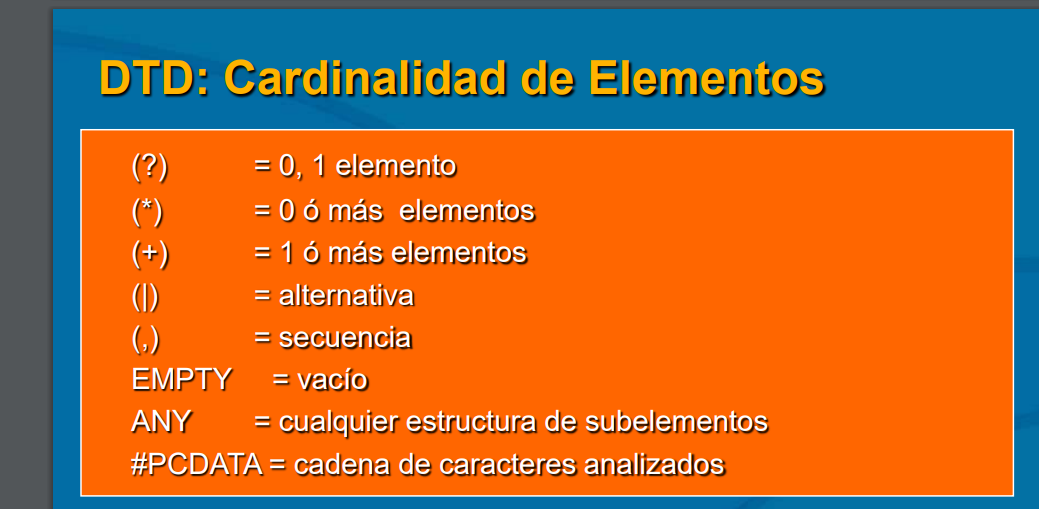 DTD: Cardinalidad de Elementos
(?) = 0, 1 elemento
(*) = 0 ó más elementos
(+) = 1 ó más elementos
(|) = alternativa
(,) = secuencia
EMPTY = vacío
ANY = cualquier estructura de subelementos
#PCDATA = cadena de caracteres analizados